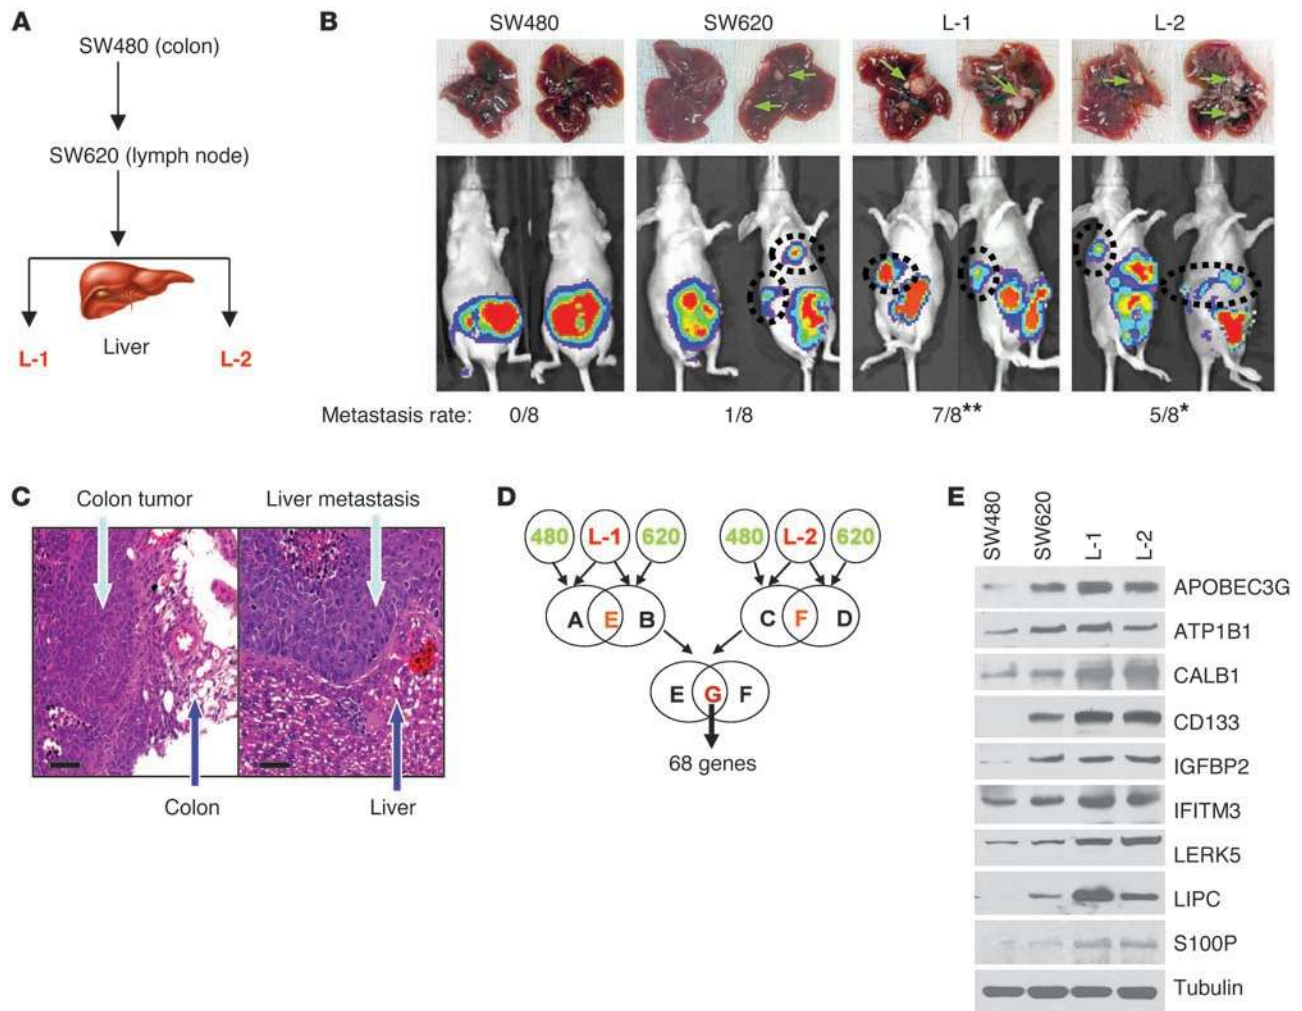 A
SW480 (colon)
SW620 (lymph node)
Liver
L-1
L-2
B
SW480 SW620 L-1 L-2
Metastasis rate: 0/8 1/8 7/8** 5/8*
C
Colon tumor Liver metastasis
Colon Liver
D
480 L-1 620 480 L-2 620
A E B C F D
E G F
68 genes
E
SW480 SW620 L-1 L-2
APOBEC3G
ATP1B1
CALB1
CD133
IGFBP2
IFITM3
LERK5
LIPC
S100P
Tubulin